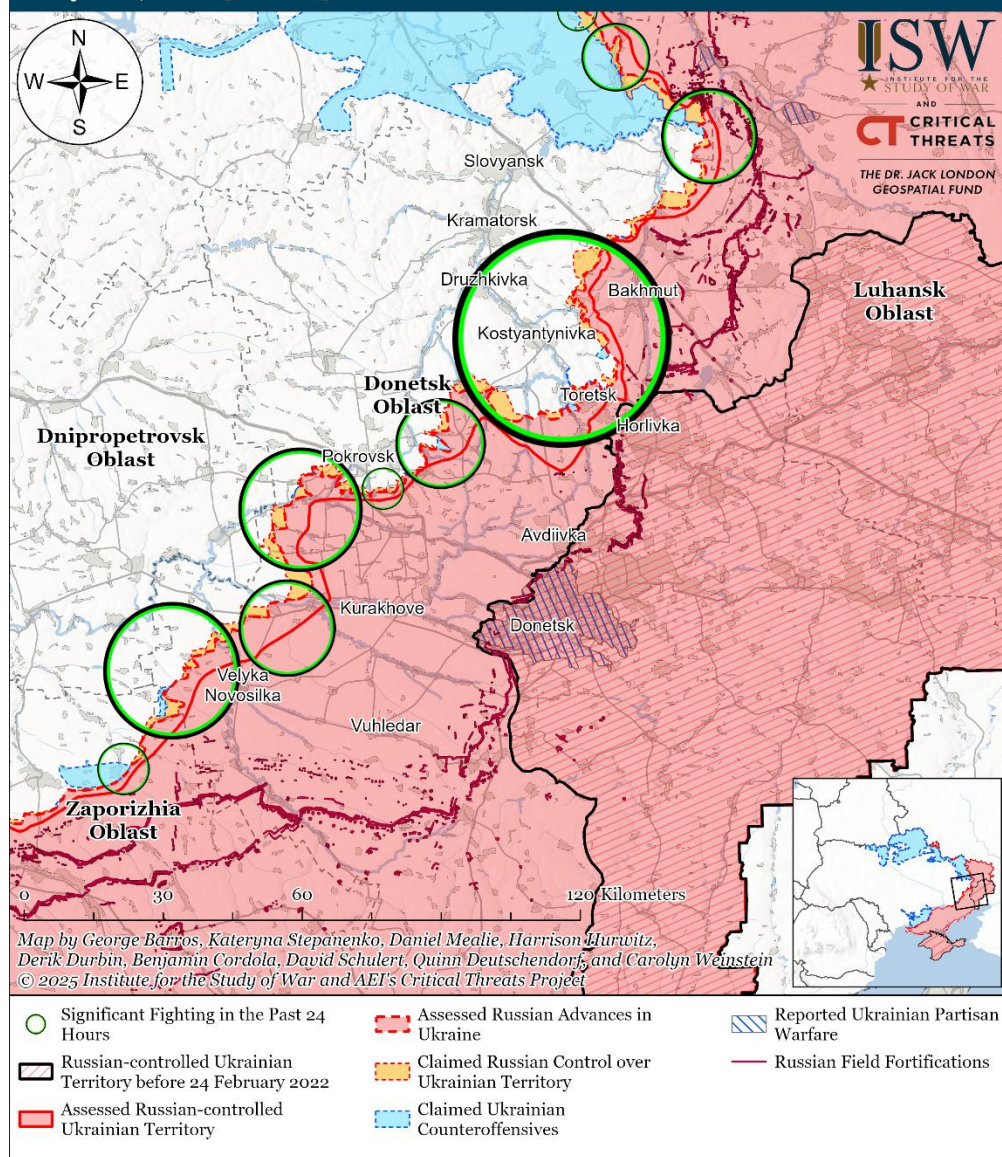 N
W E
S
ISW
INSTITUTE FOR THE
STUDY OF WAR
AND
CT CRITICAL
THREATS
THE DR. JACK LONDON
GEOSPATIAL FUND
Slovyansk
Kramatorsk
Druzhkivka
Bakhmut
Luhansk
Oblast
Kostyantynivka
Donetsk
Oblast
Toretsk
Horlivka
Dnipropetrovsk
Oblast
Pokrovsk
Avdiivka
Kurakhove
Donetsk
Velyka
Novosilka
Vuhledar
Zaporizhia
Oblast
0 30 60 120 Kilometers
Map by George Barros, Kateryna Stepanenko, Daniel Mealie, Harrison Hurwitz,
Derik Durbin, Benjamin Cordola, David Schulert, Quinn Deutschendorf, and Carolyn Weinstein
© 2025 Institute for the Study of War and AEI's Critical Threats Project
Significant Fighting in the Past 24
Hours
Russian-controlled Ukrainian
Territory before 24 February 2022
Assessed Russian-controlled
Ukrainian Territory
Assessed Russian Advances in
Ukraine
Claimed Russian Control over
Ukrainian Territory
Claimed Ukrainian
Counteroffensives
Reported Ukrainian Partisan
Warfare
Russian Field Fortifications